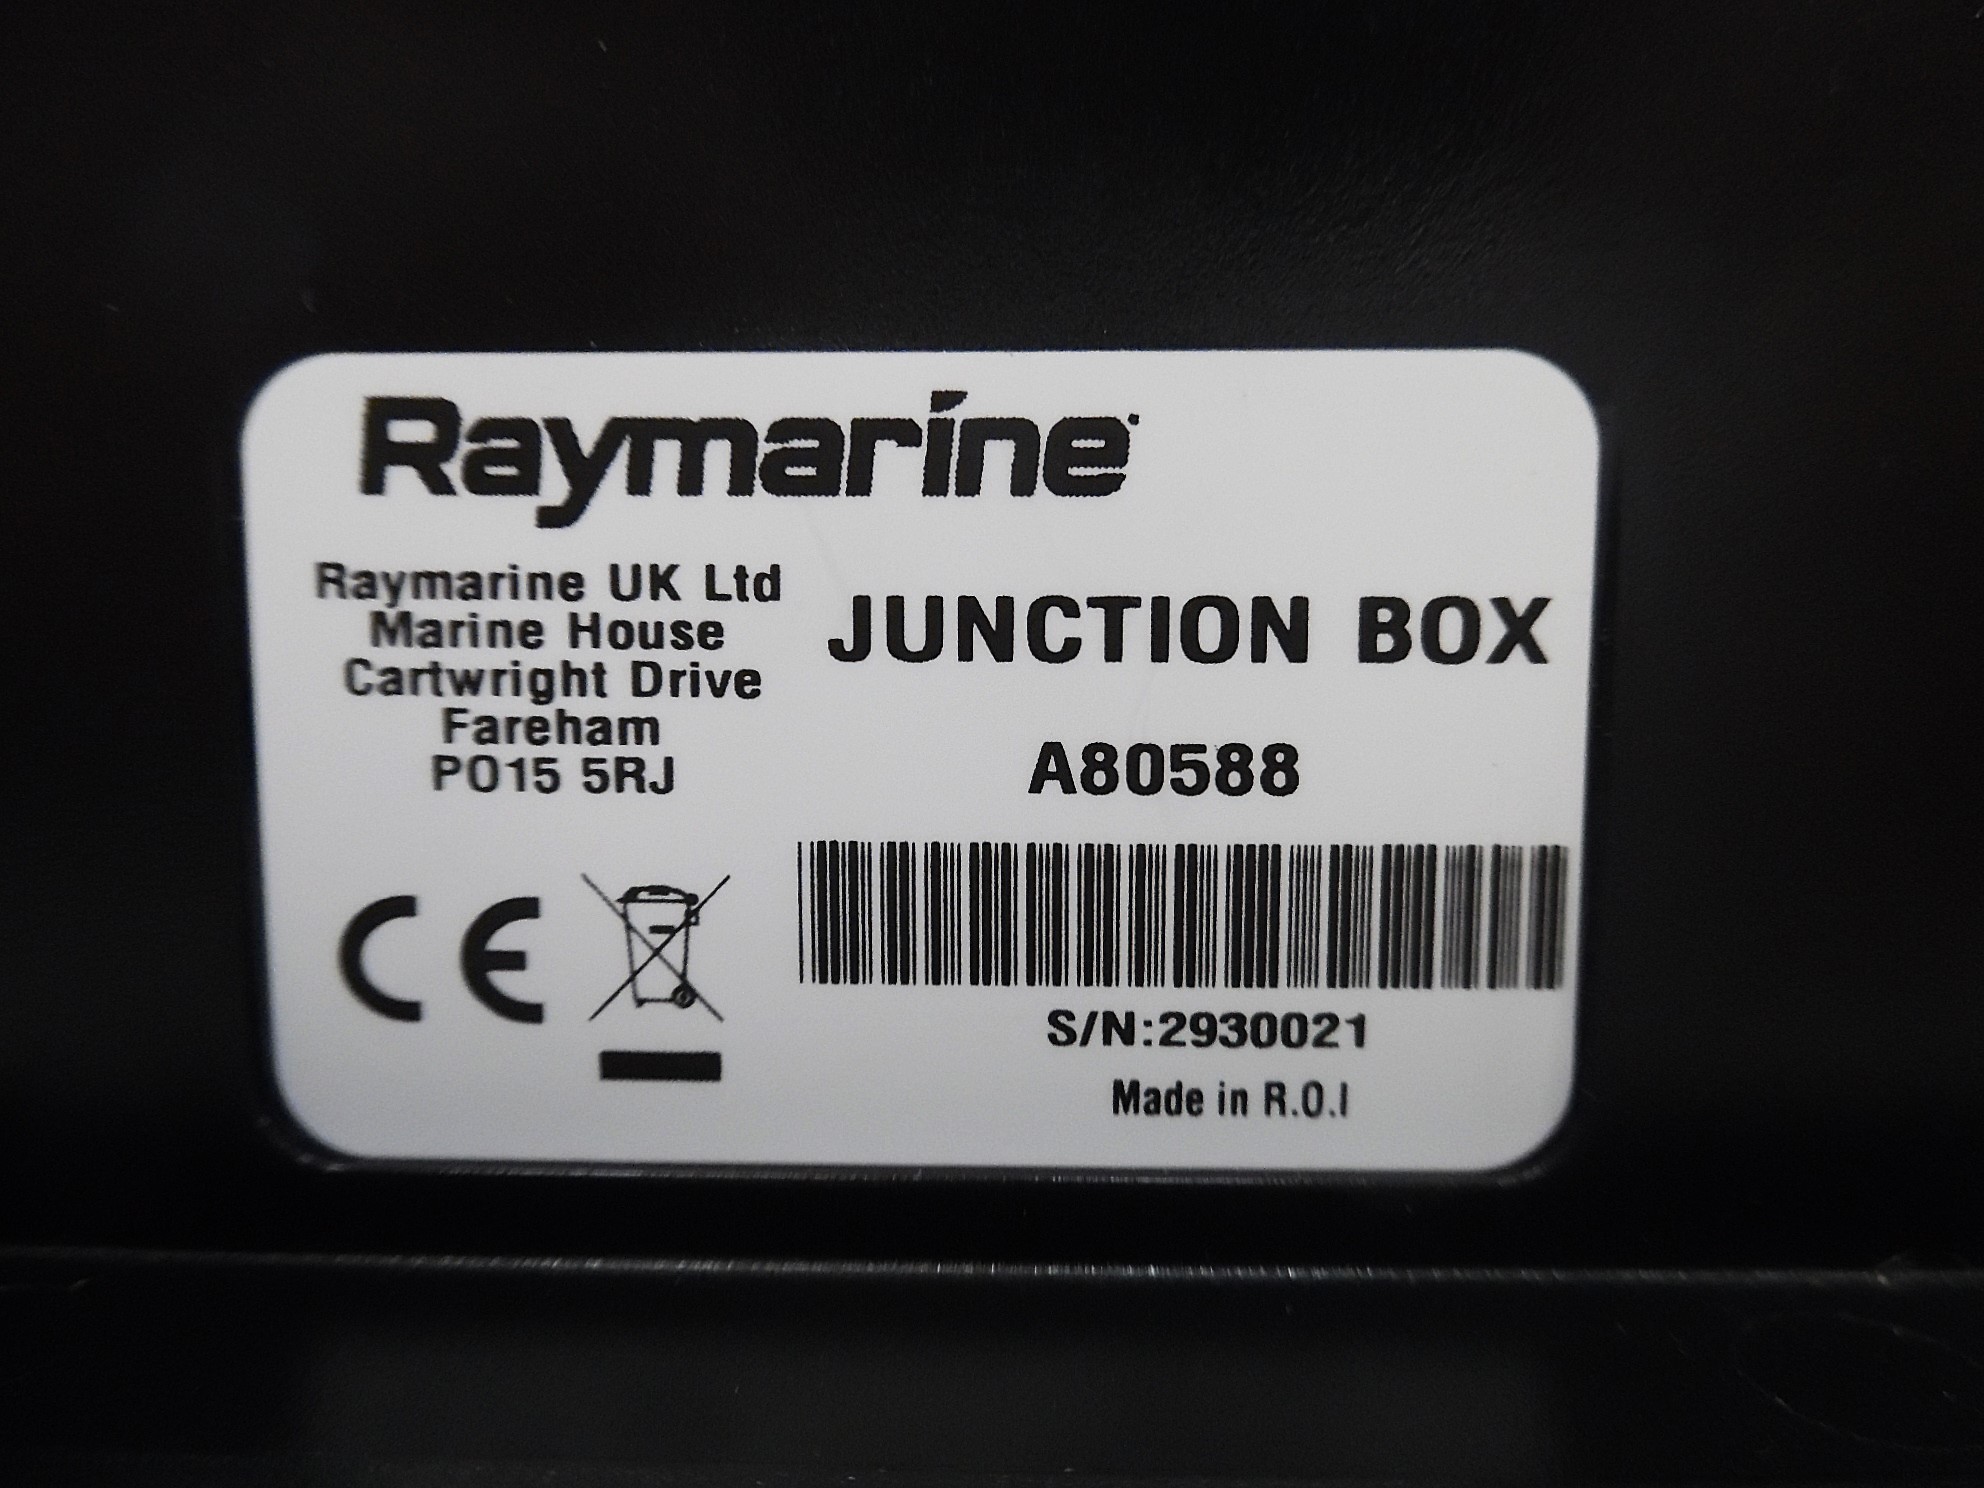 Raymarine
Raymarine UK Ltd
Marine House
Cartwright Drive
Fareham
PO15 5RJ
JUNCTION BOX
A80588
CE
S/N:2930021
Made in R.O.I